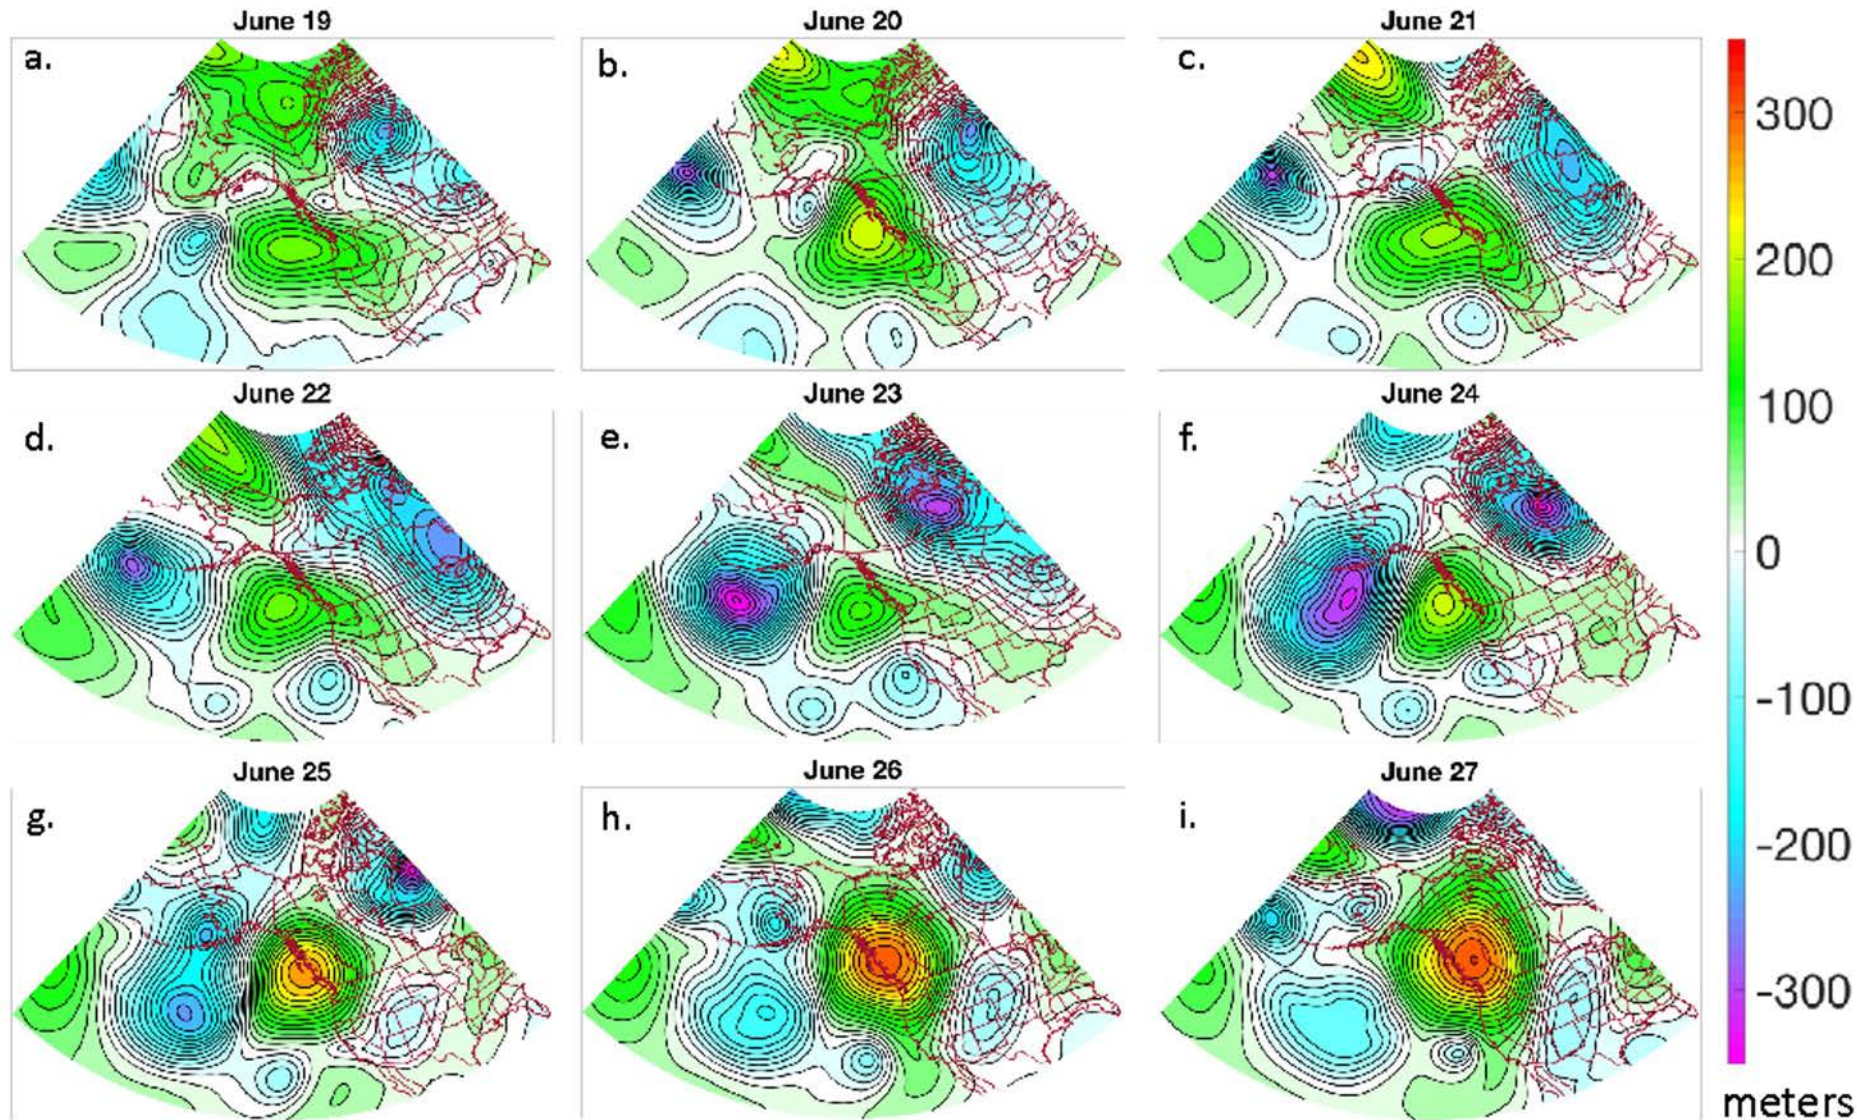 June 19 June 20 June 21
a. b. c.
June 22 June 23 June 24
d. e. f.
June 25 June 26 June 27
g. h. i.
300
200
100
0
-100
-200
-300
meters